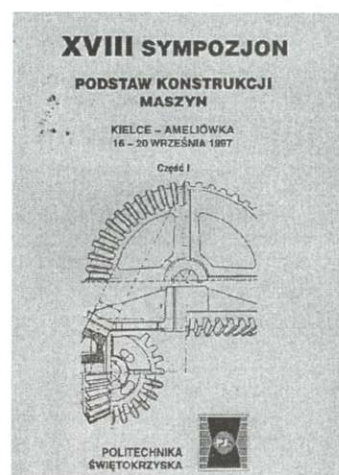 XVIII SYMPOZJON
PODSTAW KONSTRUKCJI
MASZYN
KIELCE – AMELIÓWKA
16 – 20 WRZEŚNIA 1997
Część I
POLITECHNIKA
ŚWIĘTOKRZYSKA